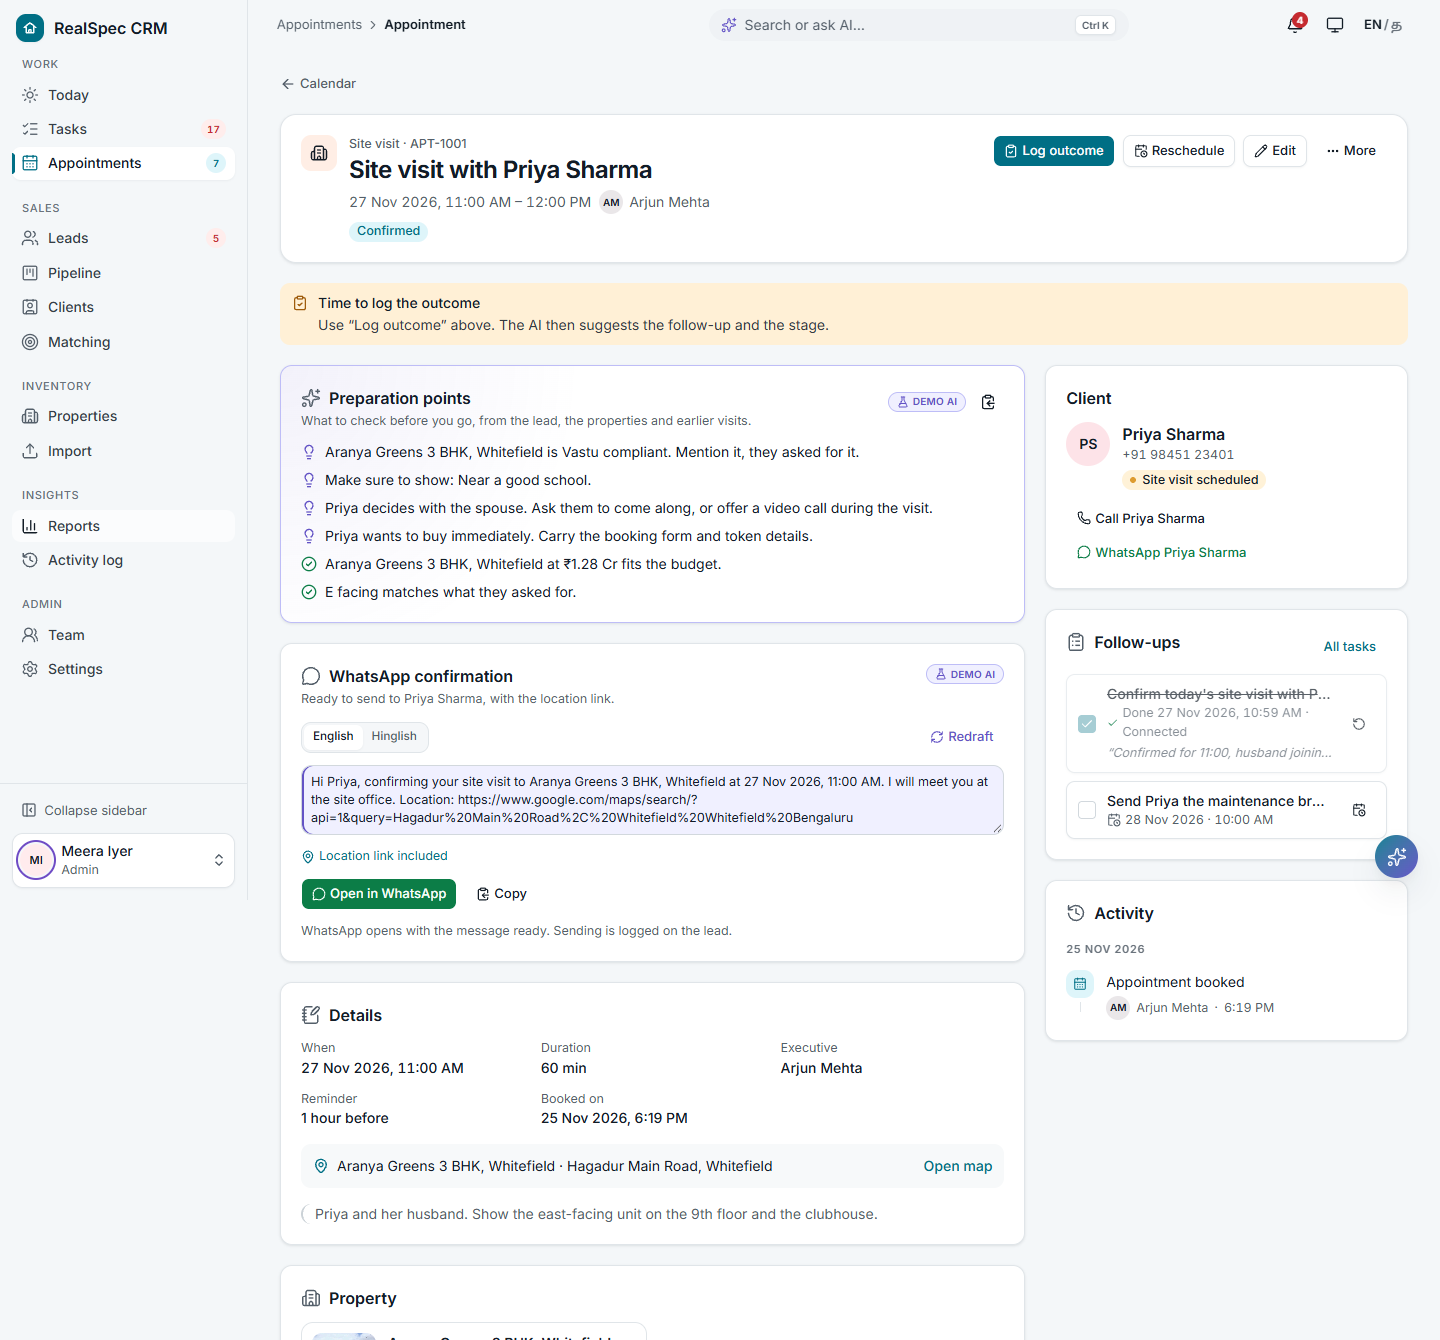 RealSpec CRM
WORK
Today
Tasks 17
Appointments 7
SALES
Leads 5
Pipeline
Clients
Matching
INVENTORY
Properties
Import
INSIGHTS
Reports
Activity log
ADMIN
Team
Settings
Collapse sidebar
MI Meera Iyer
Admin
Appointments > Appointment
Search or ask AI... Ctrl K
4
EN / த
Calendar
Site visit · APT-1001
Site visit with Priya Sharma
27 Nov 2026, 11:00 AM – 12:00 PM AM Arjun Mehta
Confirmed
Log outcome Reschedule Edit ··· More
Time to log the outcome
Use “Log outcome” above. The AI then suggests the follow-up and the stage.
Preparation points DEMO AI
What to check before you go, from the lead, the properties and earlier visits.
Aranya Greens 3 BHK, Whitefield is Vastu compliant. Mention it, they asked for it.
Make sure to show: Near a good school.
Priya decides with the spouse. Ask them to come along, or offer a video call during the visit.
Priya wants to buy immediately. Carry the booking form and token details.
Aranya Greens 3 BHK, Whitefield at ₹1.28 Cr fits the budget.
E facing matches what they asked for.
WhatsApp confirmation DEMO AI
Ready to send to Priya Sharma, with the location link.
English Hinglish Redraft
Hi Priya, confirming your site visit to Aranya Greens 3 BHK, Whitefield at 27 Nov 2026, 11:00 AM. I will meet you at
the site office. Location: https://www.google.com/maps/search/?
api=1&query=Hagadur%20Main%20Road%2C%20Whitefield%20Whitefield%20Bengaluru
Location link included
Open in WhatsApp Copy
WhatsApp opens with the message ready. Sending is logged on the lead.
Details
When Duration Executive
27 Nov 2026, 11:00 AM 60 min Arjun Mehta
Reminder Booked on
1 hour before 25 Nov 2026, 6:19 PM
Aranya Greens 3 BHK, Whitefield · Hagadur Main Road, Whitefield Open map
Priya and her husband. Show the east-facing unit on the 9th floor and the clubhouse.
Property
Client
PS Priya Sharma
+91 98451 23401
Site visit scheduled
Call Priya Sharma
WhatsApp Priya Sharma
Follow-ups All tasks
Confirm today's site visit with P...
Done 27 Nov 2026, 10:59 AM ·
Connected
“Confirmed for 11:00, husband joinin...
Send Priya the maintenance br...
28 Nov 2026 · 10:00 AM
Activity
25 NOV 2026
Appointment booked
AM Arjun Mehta · 6:19 PM